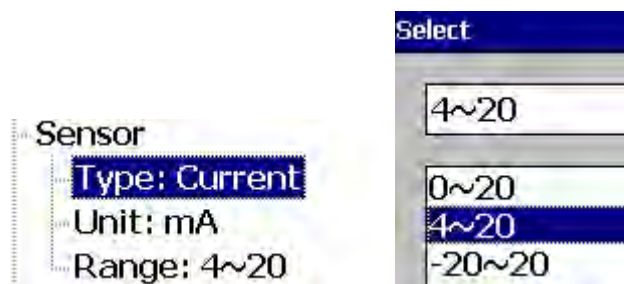 Sensor
Type: Current
Unit: mA
Range: 4~20
Select
4~20
0~20
4~20
-20~20